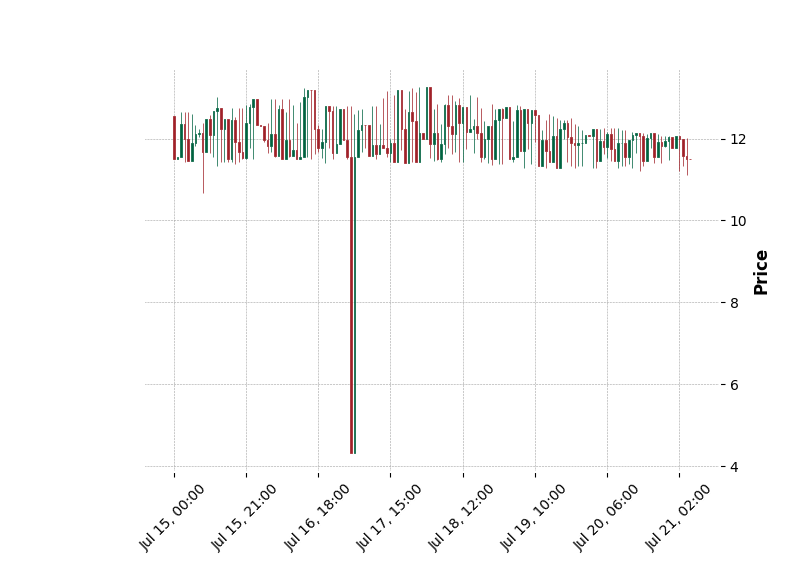 12
10
8
6
4
Price
Jul 15, 00:00
Jul 15, 21:00
Jul 16, 18:00
Jul 17, 15:00
Jul 18, 12:00
Jul 19, 10:00
Jul 20, 06:00
Jul 21, 02:00